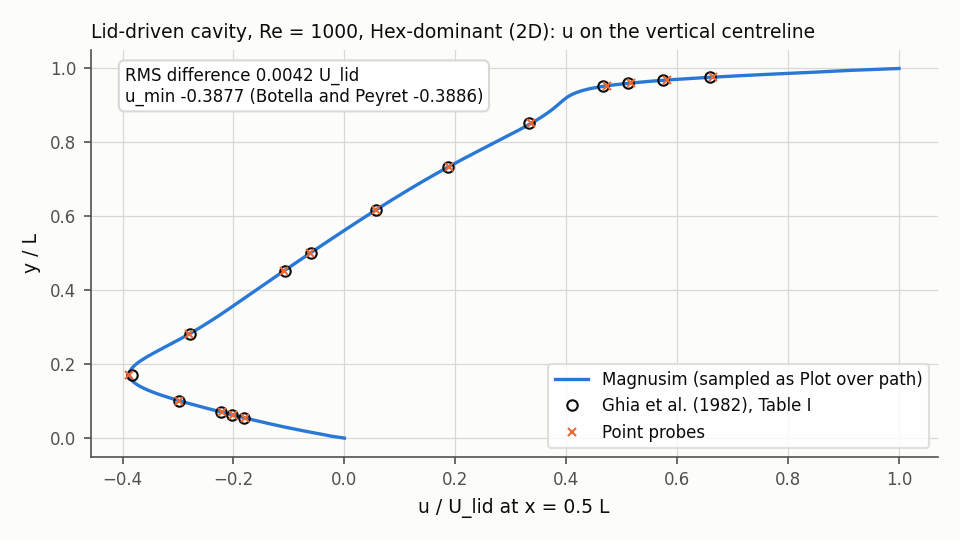 Lid-driven cavity, Re = 1000, Hex-dominant (2D): u on the vertical centreline
RMS difference 0.0042 U_lid
u_min -0.3877 (Botella and Peyret -0.3886)
y / L
1.0
0.8
0.6
0.4
0.2
0.0
Magnusim (sampled as Plot over path)
Ghia et al. (1982), Table I
Point probes
−0.4 −0.2 0.0 0.2 0.4 0.6 0.8 1.0
u / U_lid at x = 0.5 L